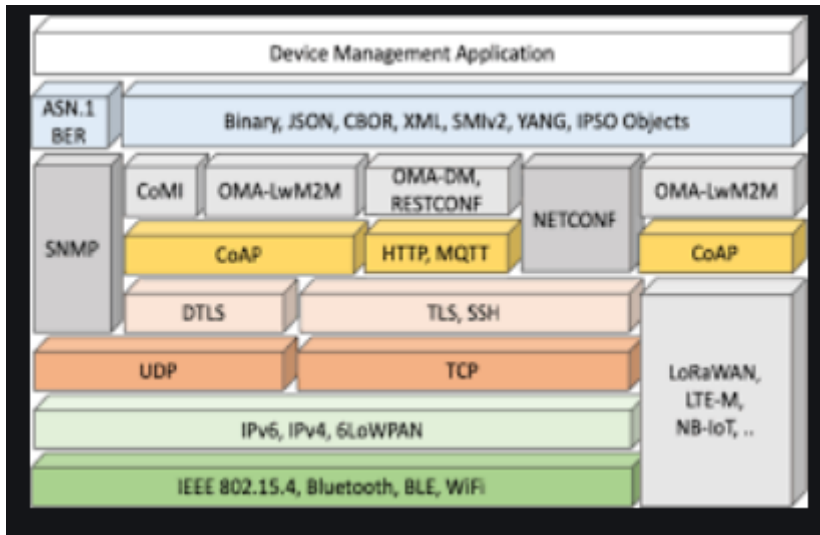 Device Management Application
ASN.1
BER
Binary, JSON, CBOR, XML, SMIv2, YANG, IPSO Objects
SNMP
CoMI
OMA-LwM2M
OMA-DM,
RESTCONF
NETCONF
OMA-LwM2M
CoAP
HTTP, MQTT
CoAP
DTLS
TLS, SSH
UDP
TCP
LoRaWAN,
LTE-M,
NB-IoT, ..
IPv6, IPv4, 6LoWPAN
IEEE 802.15.4, Bluetooth, BLE, WiFi